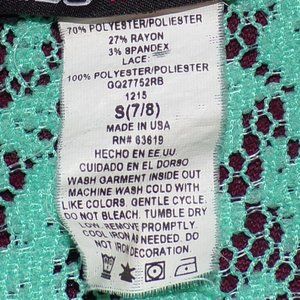 70% POLYESTER/POLIESTER
27% RAYON
3% SPANDEX
LACE:
100% POLYESTER/POLIESTER
GQ27752RB
1215
S(7/8)
MADE IN USA
RN# 63619
HECHO EN EE.UU.
CUIDADO EN EL DORSO
WASH GARMENT INSIDE OUT
MACHINE WASH COLD WITH
LIKE COLORS. GENTLE CYCLE.
DO NOT BLEACH. TUMBLE DRY
LOW. REMOVE PROMPTLY.
COOL IRON AS NEEDED. DO
NOT IRON DECORATION.